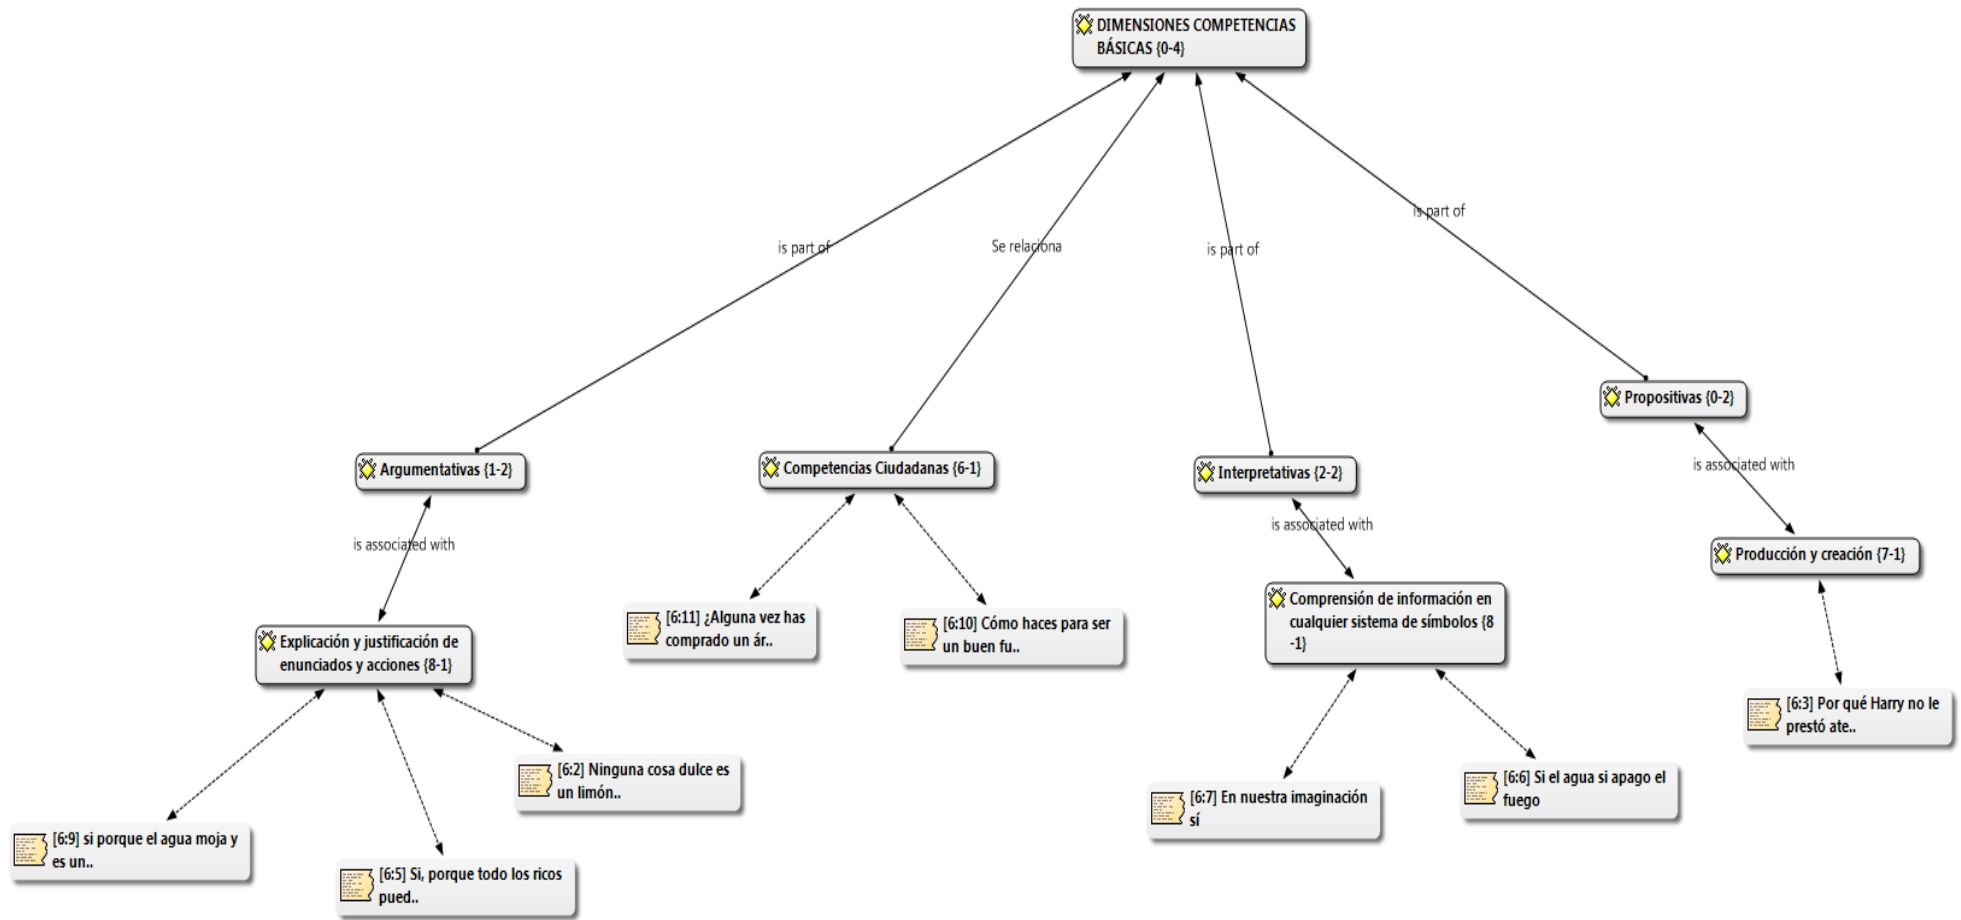 DIMENSIONES COMPETENCIAS
BÁSICAS {0-4}
is part of
Se relaciona
is part of
is part of
Argumentativas {1-2}
Competencias Ciudadanas {6-1}
Interpretativas {2-2}
Propositivas {0-2}
is associated with
is associated with
is associated with
Explicación y justificación de
enunciados y acciones {8-1}
[6:11] ¿Alguna vez has
comprado un ár..
[6:10] Cómo haces para ser
un buen fu..
Comprensión de información en
cualquier sistema de símbolos {8
-1}
Producción y creación {7-1}
[6:9] si porque el agua moja y
es un..
[6:5] Si, porque todo los ricos
pued..
[6:2] Ninguna cosa dulce es
un limón..
[6:7] En nuestra imaginación
sí
[6:6] Si el agua si apago el
fuego
[6:3] Por qué Harry no le
prestó ate..